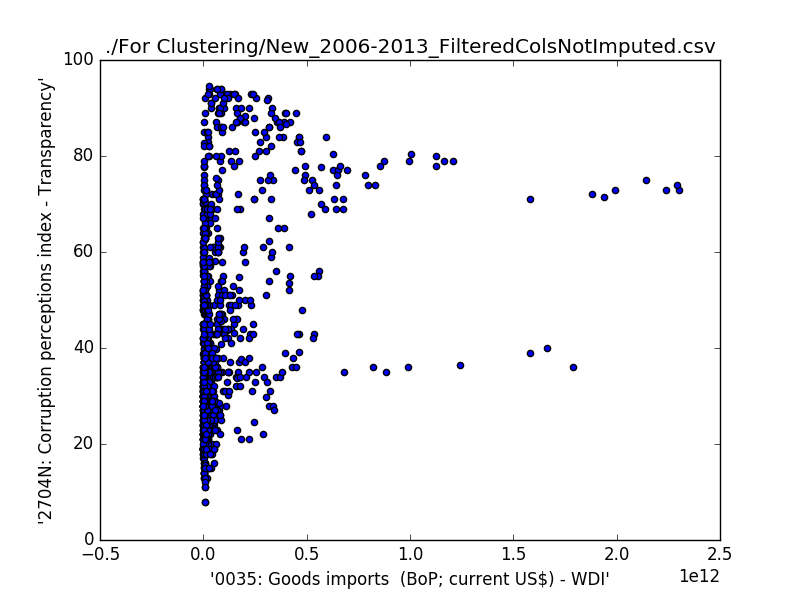 ./For Clustering/New_2006-2013_FilteredColsNotImputed.csv
'2704N: Corruption perceptions index - Transparency'
100
80
60
40
20
0
−0.5 0.0 0.5 1.0 1.5 2.0 2.5
1e12
'0035: Goods imports  (BoP; current US$) - WDI'